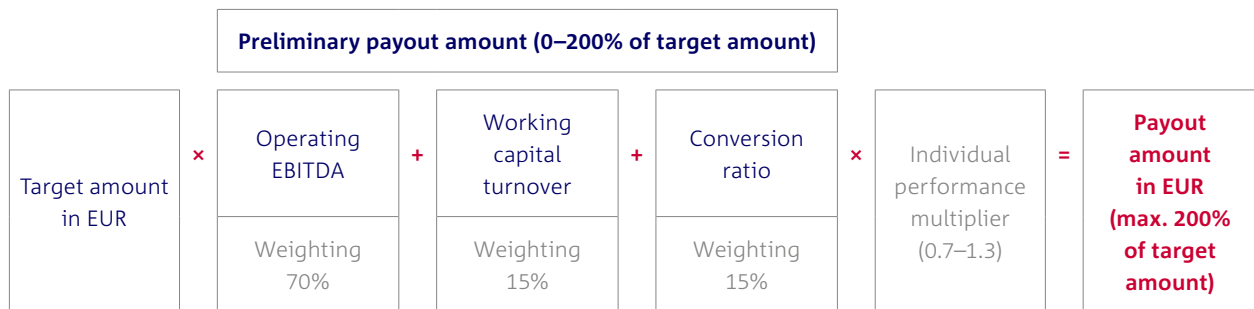 Preliminary payout amount (0–200% of target amount)
Target amount
in EUR
×
Operating
EBITDA
Weighting
70%
+
Working
capital
turnover
Weighting
15%
+
Conversion
ratio
Weighting
15%
×
Individual
performance
multiplier
(0.7–1.3)
=
Payout
amount
in EUR
(max. 200%
of target
amount)